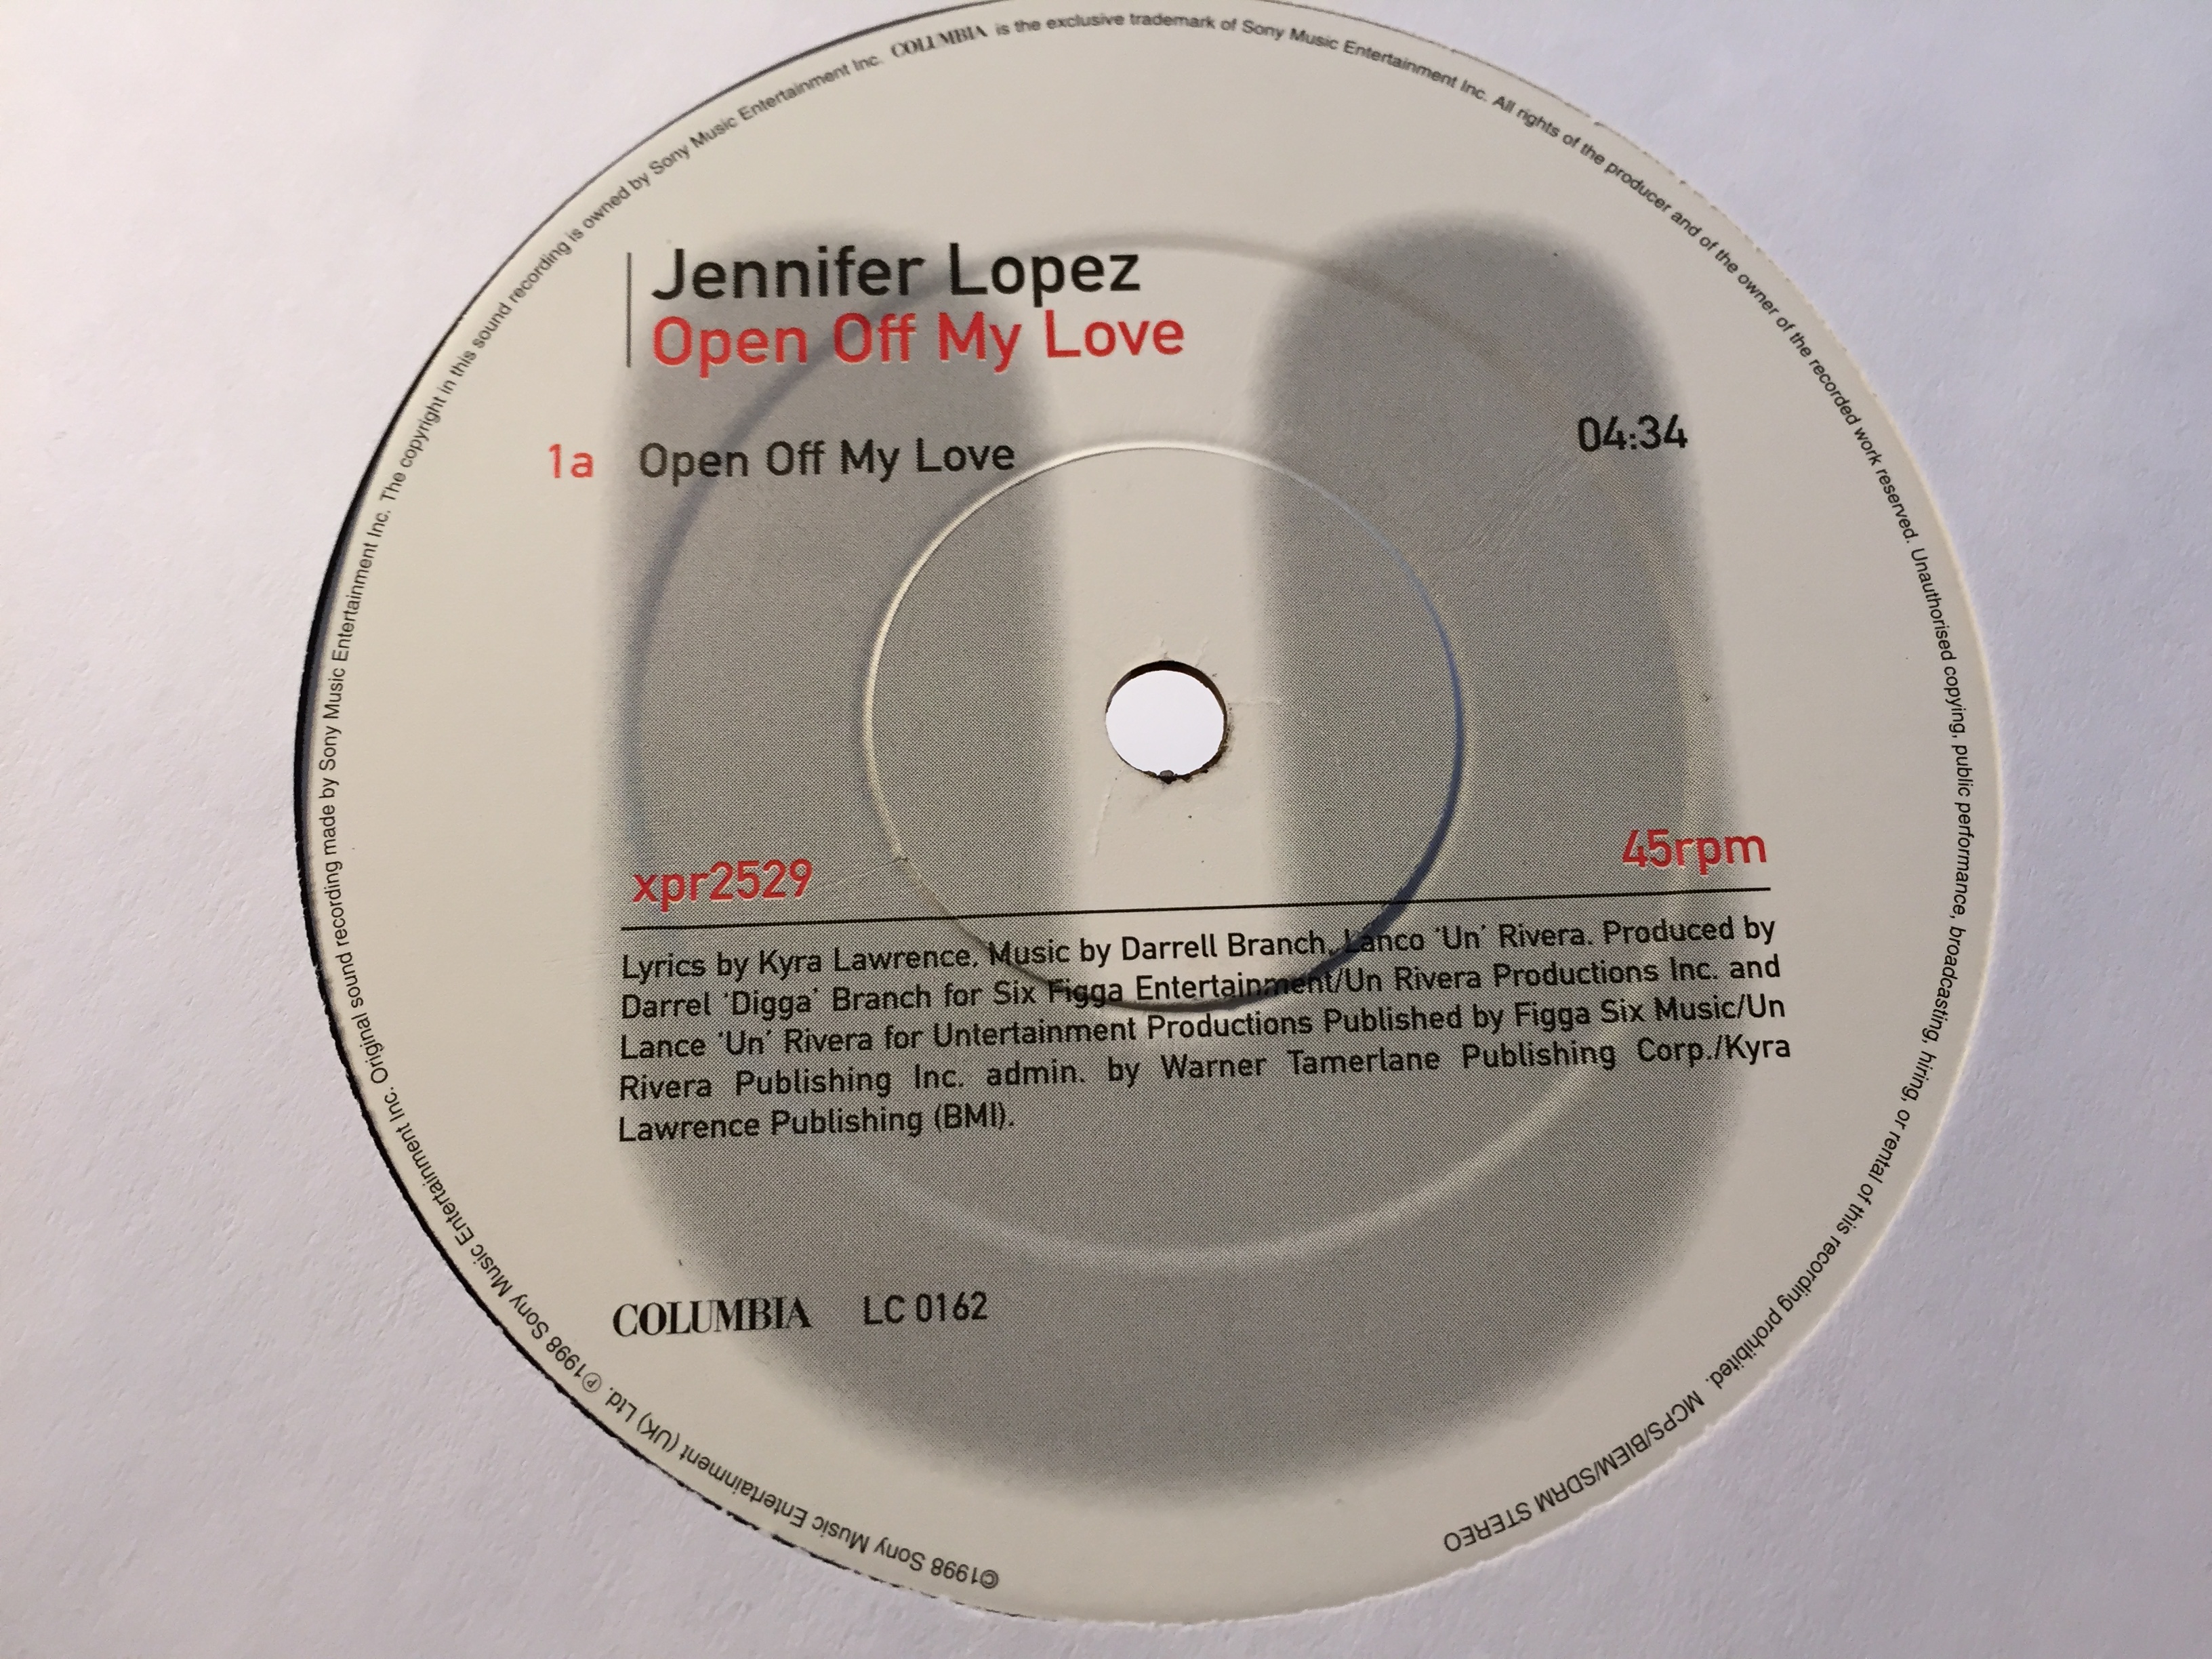 Jennifer Lopez
Open Off My Love
1a Open Off My Love 04:34
xpr2529 45rpm
Lyrics by Kyra Lawrence. Music by Darrell Branch, Lanco 'Un' Rivera. Produced by
Darrel 'Digga' Branch for Six Figga Entertainment/Un Rivera Productions Inc. and
Lance 'Un' Rivera for Untertainment Productions Published by Figga Six Music/Un
Rivera Publishing Inc. admin. by Warner Tamerlane Publishing Corp./Kyra
Lawrence Publishing (BMI).
COLUMBIA LC 0162
©1998 Sony Music Entertainment (UK) Ltd. ℗1998 Sony Music Entertainment Inc. Original sound recording made by Sony Music Entertainment Inc. The copyright in this sound recording is owned by Sony Music Entertainment Inc. COLUMBIA is the exclusive trademark of Sony Music Entertainment Inc. All rights of the producer and of the owner of the recorded work reserved. Unauthorised copying, public performance, broadcasting, hiring, or rental of this recording prohibited. MCPS/BIEM/SDRM STEREO